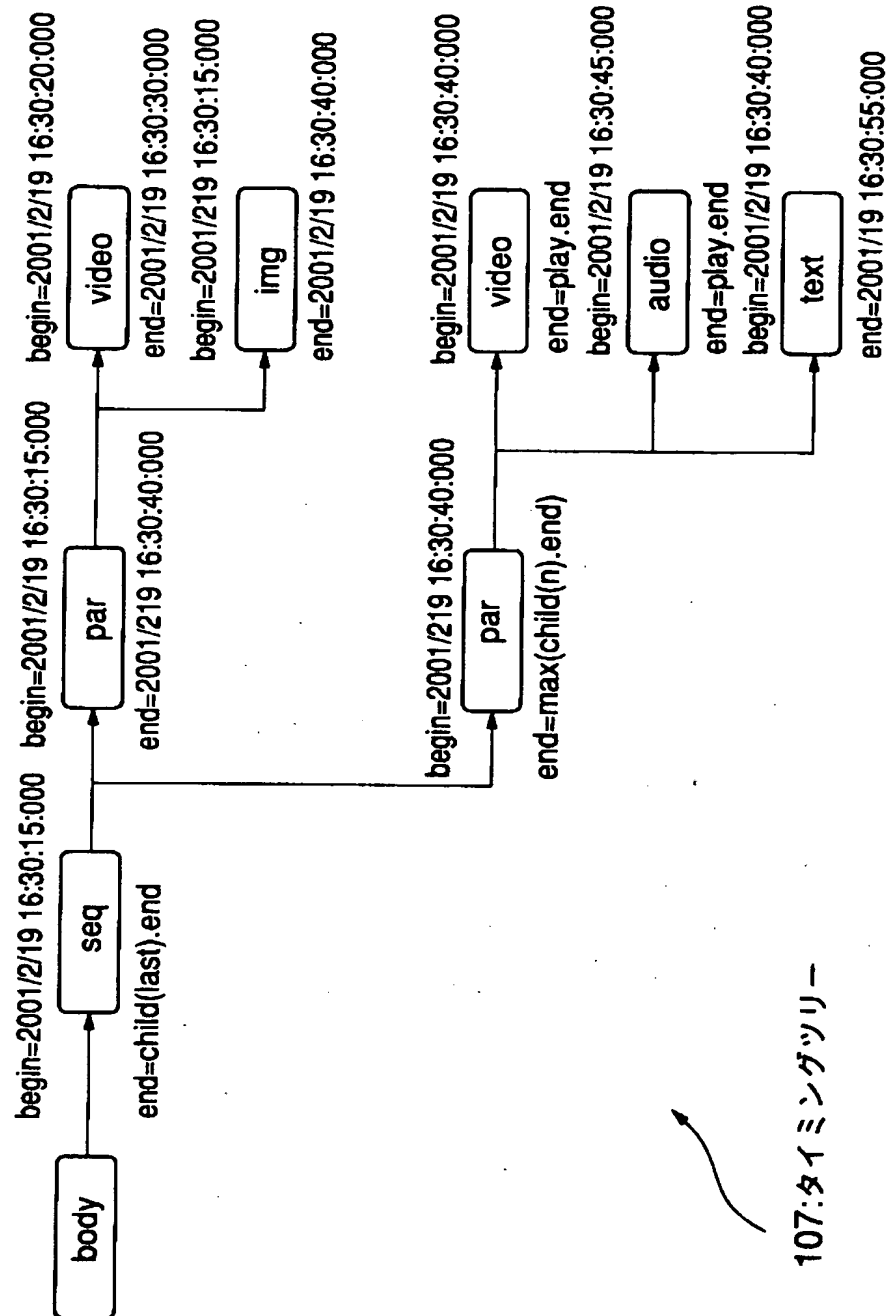 body
begin=2001/2/19 16:30:15:000
seq
end=child(last).end
begin=2001/2/19 16:30:15:000
par
end=2001/219 16:30:40:000
begin=2001/2/19 16:30:20:000
video
end=2001/2/19 16:30:30:000
begin=2001/219 16:30:15:000
img
end=2001/2/19 16:30:40:000
begin=2001/219 16:30:40:000
par
end=max(child(n).end)
begin=2001/2/19 16:30:40:000
video
end=play.end
begin=2001/2/19 16:30:45:000
audio
end=play.end
begin=2001/2/19 16:30:40:000
text
end=2001/19 16:30:55:000
107:タイミングツリー